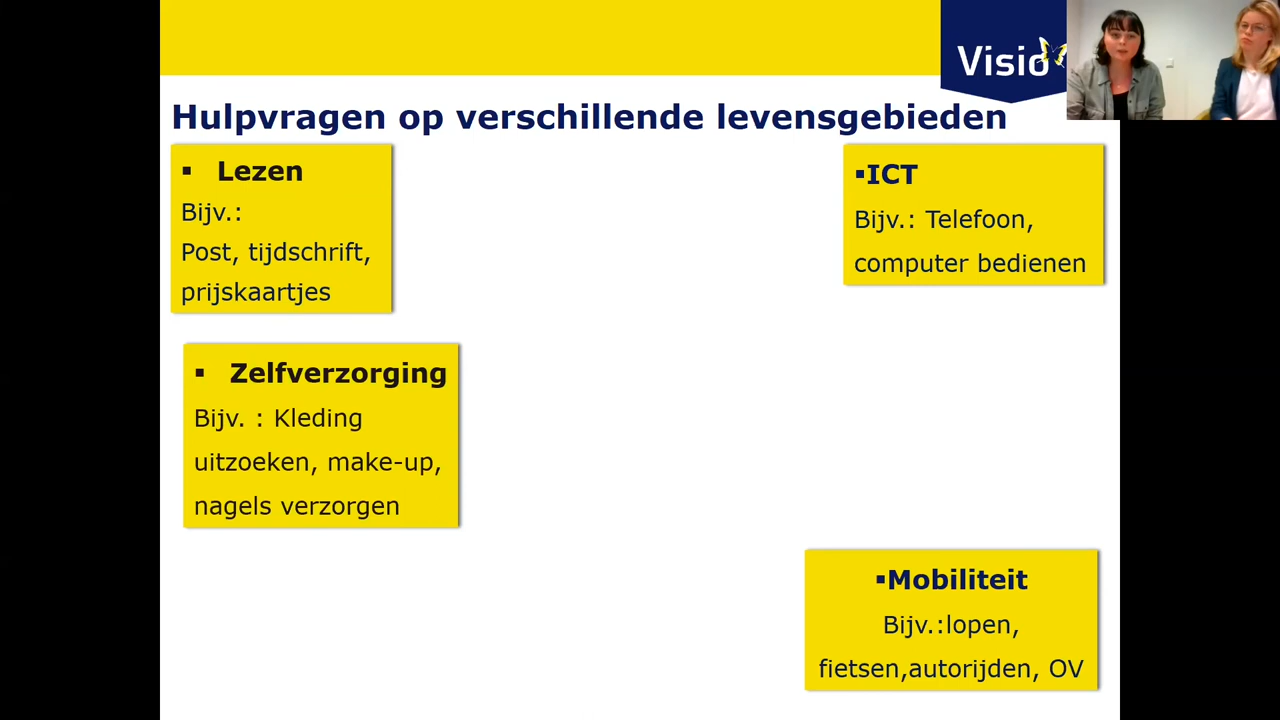 Visio
Hulpvragen op verschillende levensgebieden
▪ Lezen
Bijv.:
Post, tijdschrift,
prijskaartjes
▪ICT
Bijv.: Telefoon,
computer bedienen
▪ Zelfverzorging
Bijv. : Kleding
uitzoeken, make-up,
nagels verzorgen
▪Mobiliteit
Bijv.:lopen,
fietsen,autorijden, OV